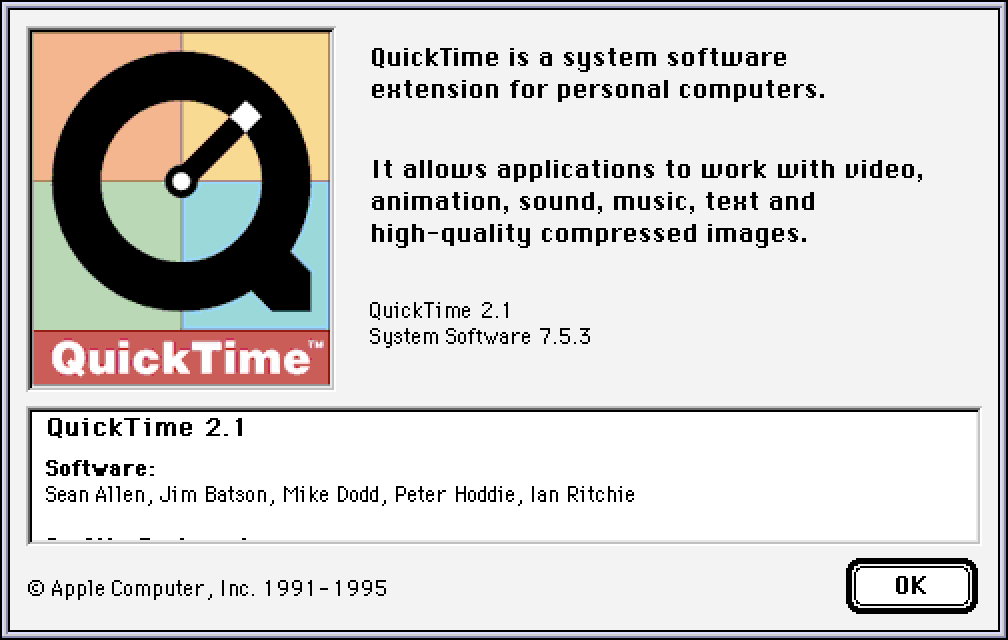 QuickTime is a system software
extension for personal computers.
It allows applications to work with video,
animation, sound, music, text and
high-quality compressed images.
QuickTime 2.1
System Software 7.5.3
QuickTime™
QuickTime 2.1
Software:
Sean Allen, Jim Batson, Mike Dodd, Peter Hoddie, Ian Ritchie
© Apple Computer, Inc. 1991-1995
OK